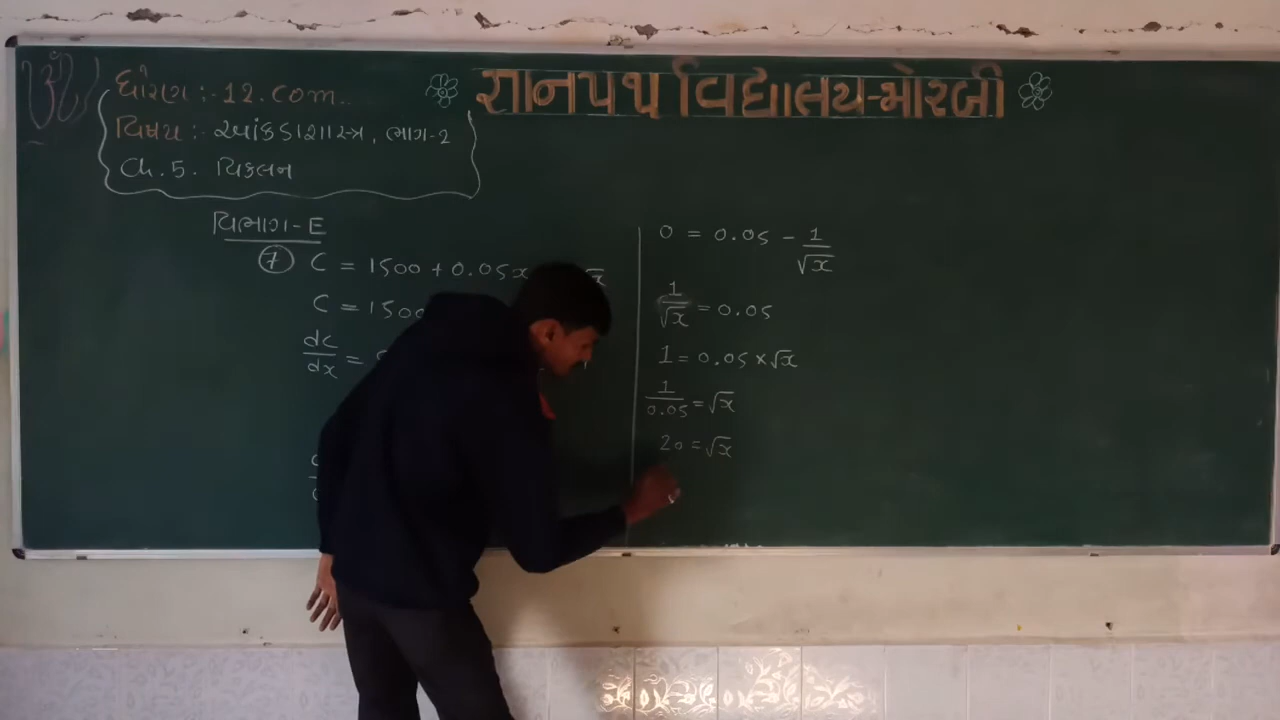 જ્ઞાનપથ વિદ્યાલય-મોરબી
ધોરણ :- 12. com..
વિષય :- આંકડાશાસ્ત્ર, ભાગ-2
Ch. 5. વિકલન
વિભાગ-E
7 C = 1500 + 0.05x √x
C = 1500
dc/dx =
0 = 0.05 - 1/√x
1/√x = 0.05
1 = 0.05 × √x
1/0.05 = √x
20 = √x